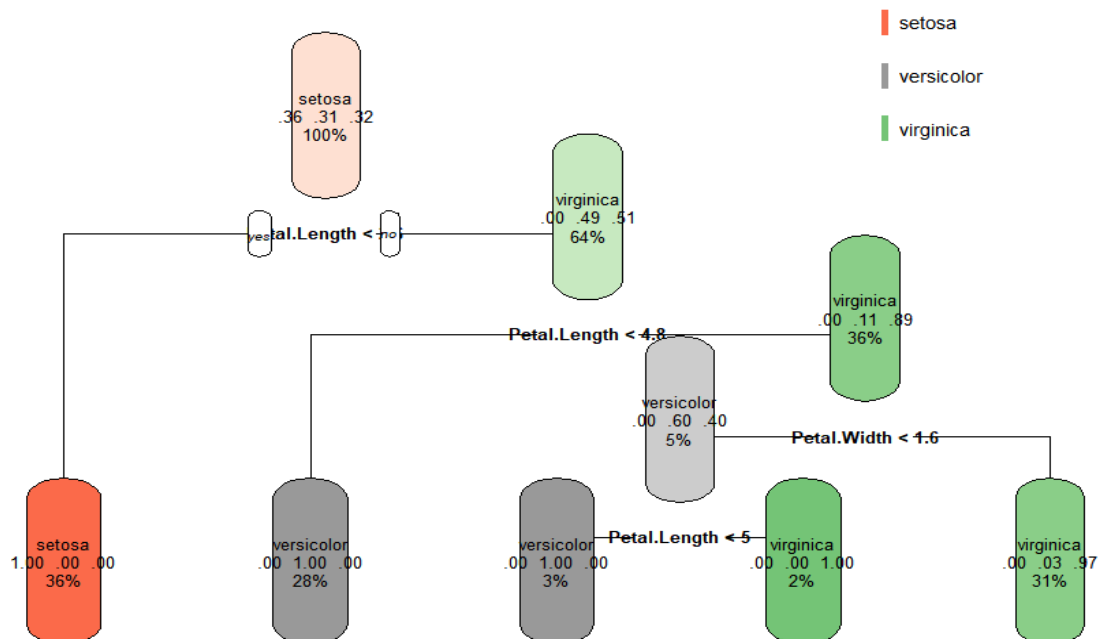 setosa
versicolor
virginica
setosa
.36 .31 .32
100%
yes
tal.Length <
no
virginica
.00 .49 .51
64%
Petal.Length < 4.8
virginica
.00 .11 .89
36%
versicolor
.00 .60 .40
5%
Petal.Width < 1.6
setosa
1.00 .00 .00
36%
versicolor
.00 1.00 .00
28%
versicolor
.00 1.00 .00
3%
Petal.Length < 5
virginica
.00 .00 1.00
2%
virginica
.00 .03 .97
31%